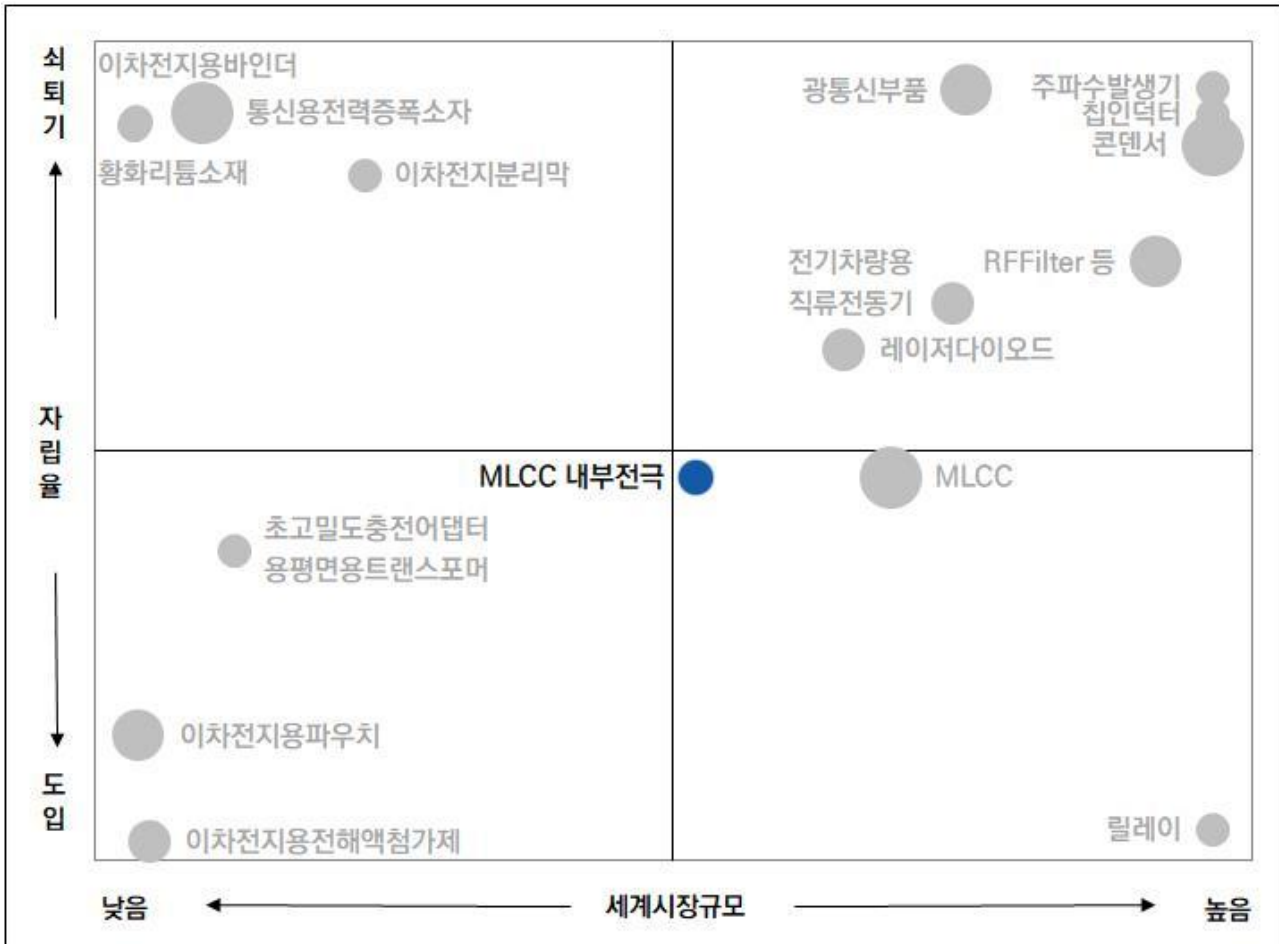 쇠퇴기
이차전지용바인더
통신용전력증폭소자
황화리튬소재
이차전지분리막
광통신부품
주파수발생기
칩인덕터
콘덴서
전기차량용
직류전동기
RFFilter 등
레이저다이오드
자립율
MLCC 내부전극
MLCC
초고밀도충전어댑터
용평면용트랜스포머
이차전지용파우치
도입
이차전지용전해액첨가제
릴레이
낮음
세계시장규모
높음